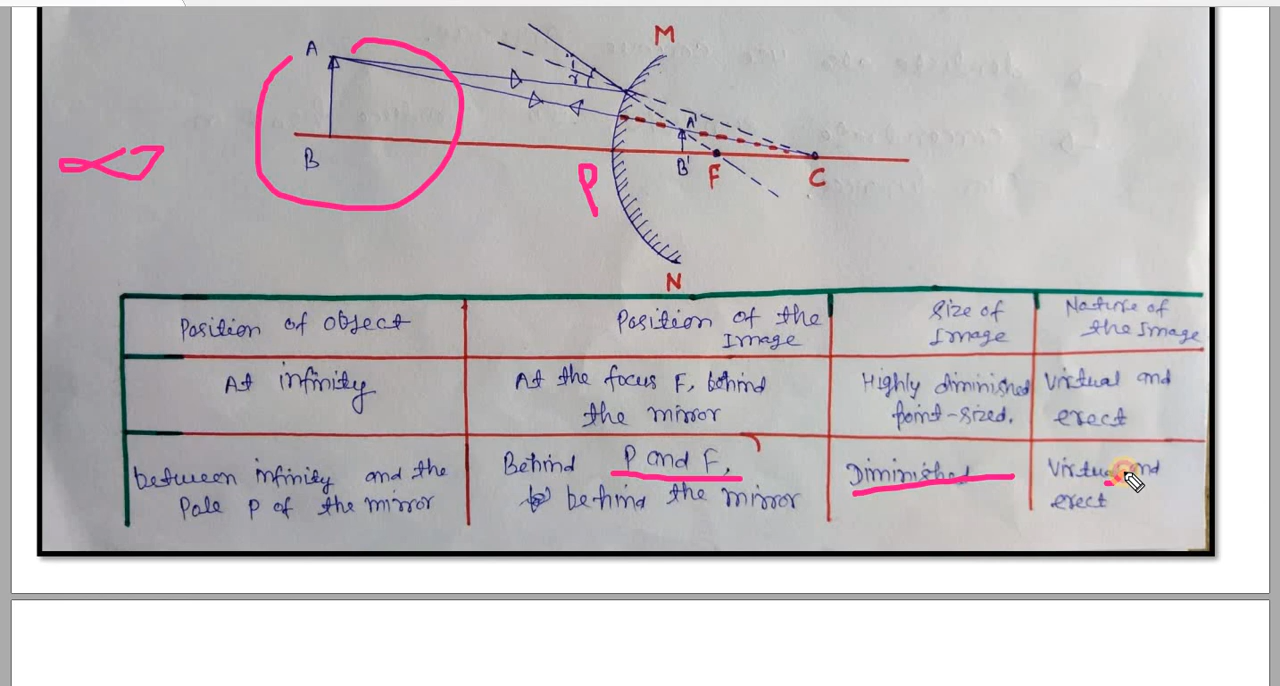 M
A
r
A'
B
B'
P
F
C
N
Position of object
Position of the
Image
Size of
Image
Nature of
the Image
At infinity
At the focus F, behind
the mirror
Highly diminished
point-sized.
Virtual and
erect
between infinity and the
Pole P of the mirror
Behind P and F,
behind the mirror
Diminished
Virtual and
erect